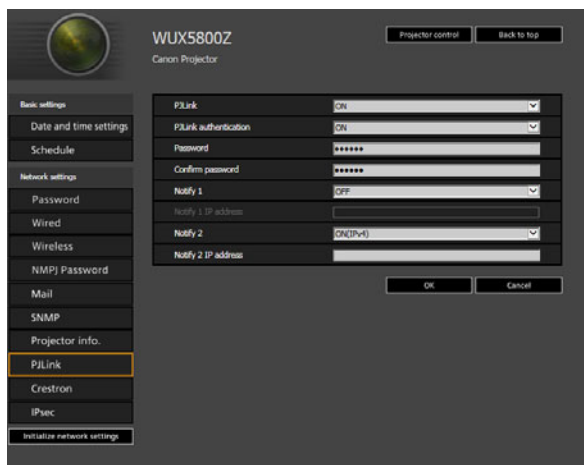 WUX5800Z
Canon Projector
Projector control
Back to top
Basic settings
Date and time settings
Schedule
Network settings
Password
Wired
Wireless
NMPJ Password
Mail
SNMP
Projector info.
PJLink
Crestron
IPsec
Initialize network settings
PJLink ON
PJLink authentication ON
Password ●●●●●●
Confirm password ●●●●●●
Notify 1 OFF
Notify 1 IP address
Notify 2 ON(IPv4)
Notify 2 IP address
OK
Cancel